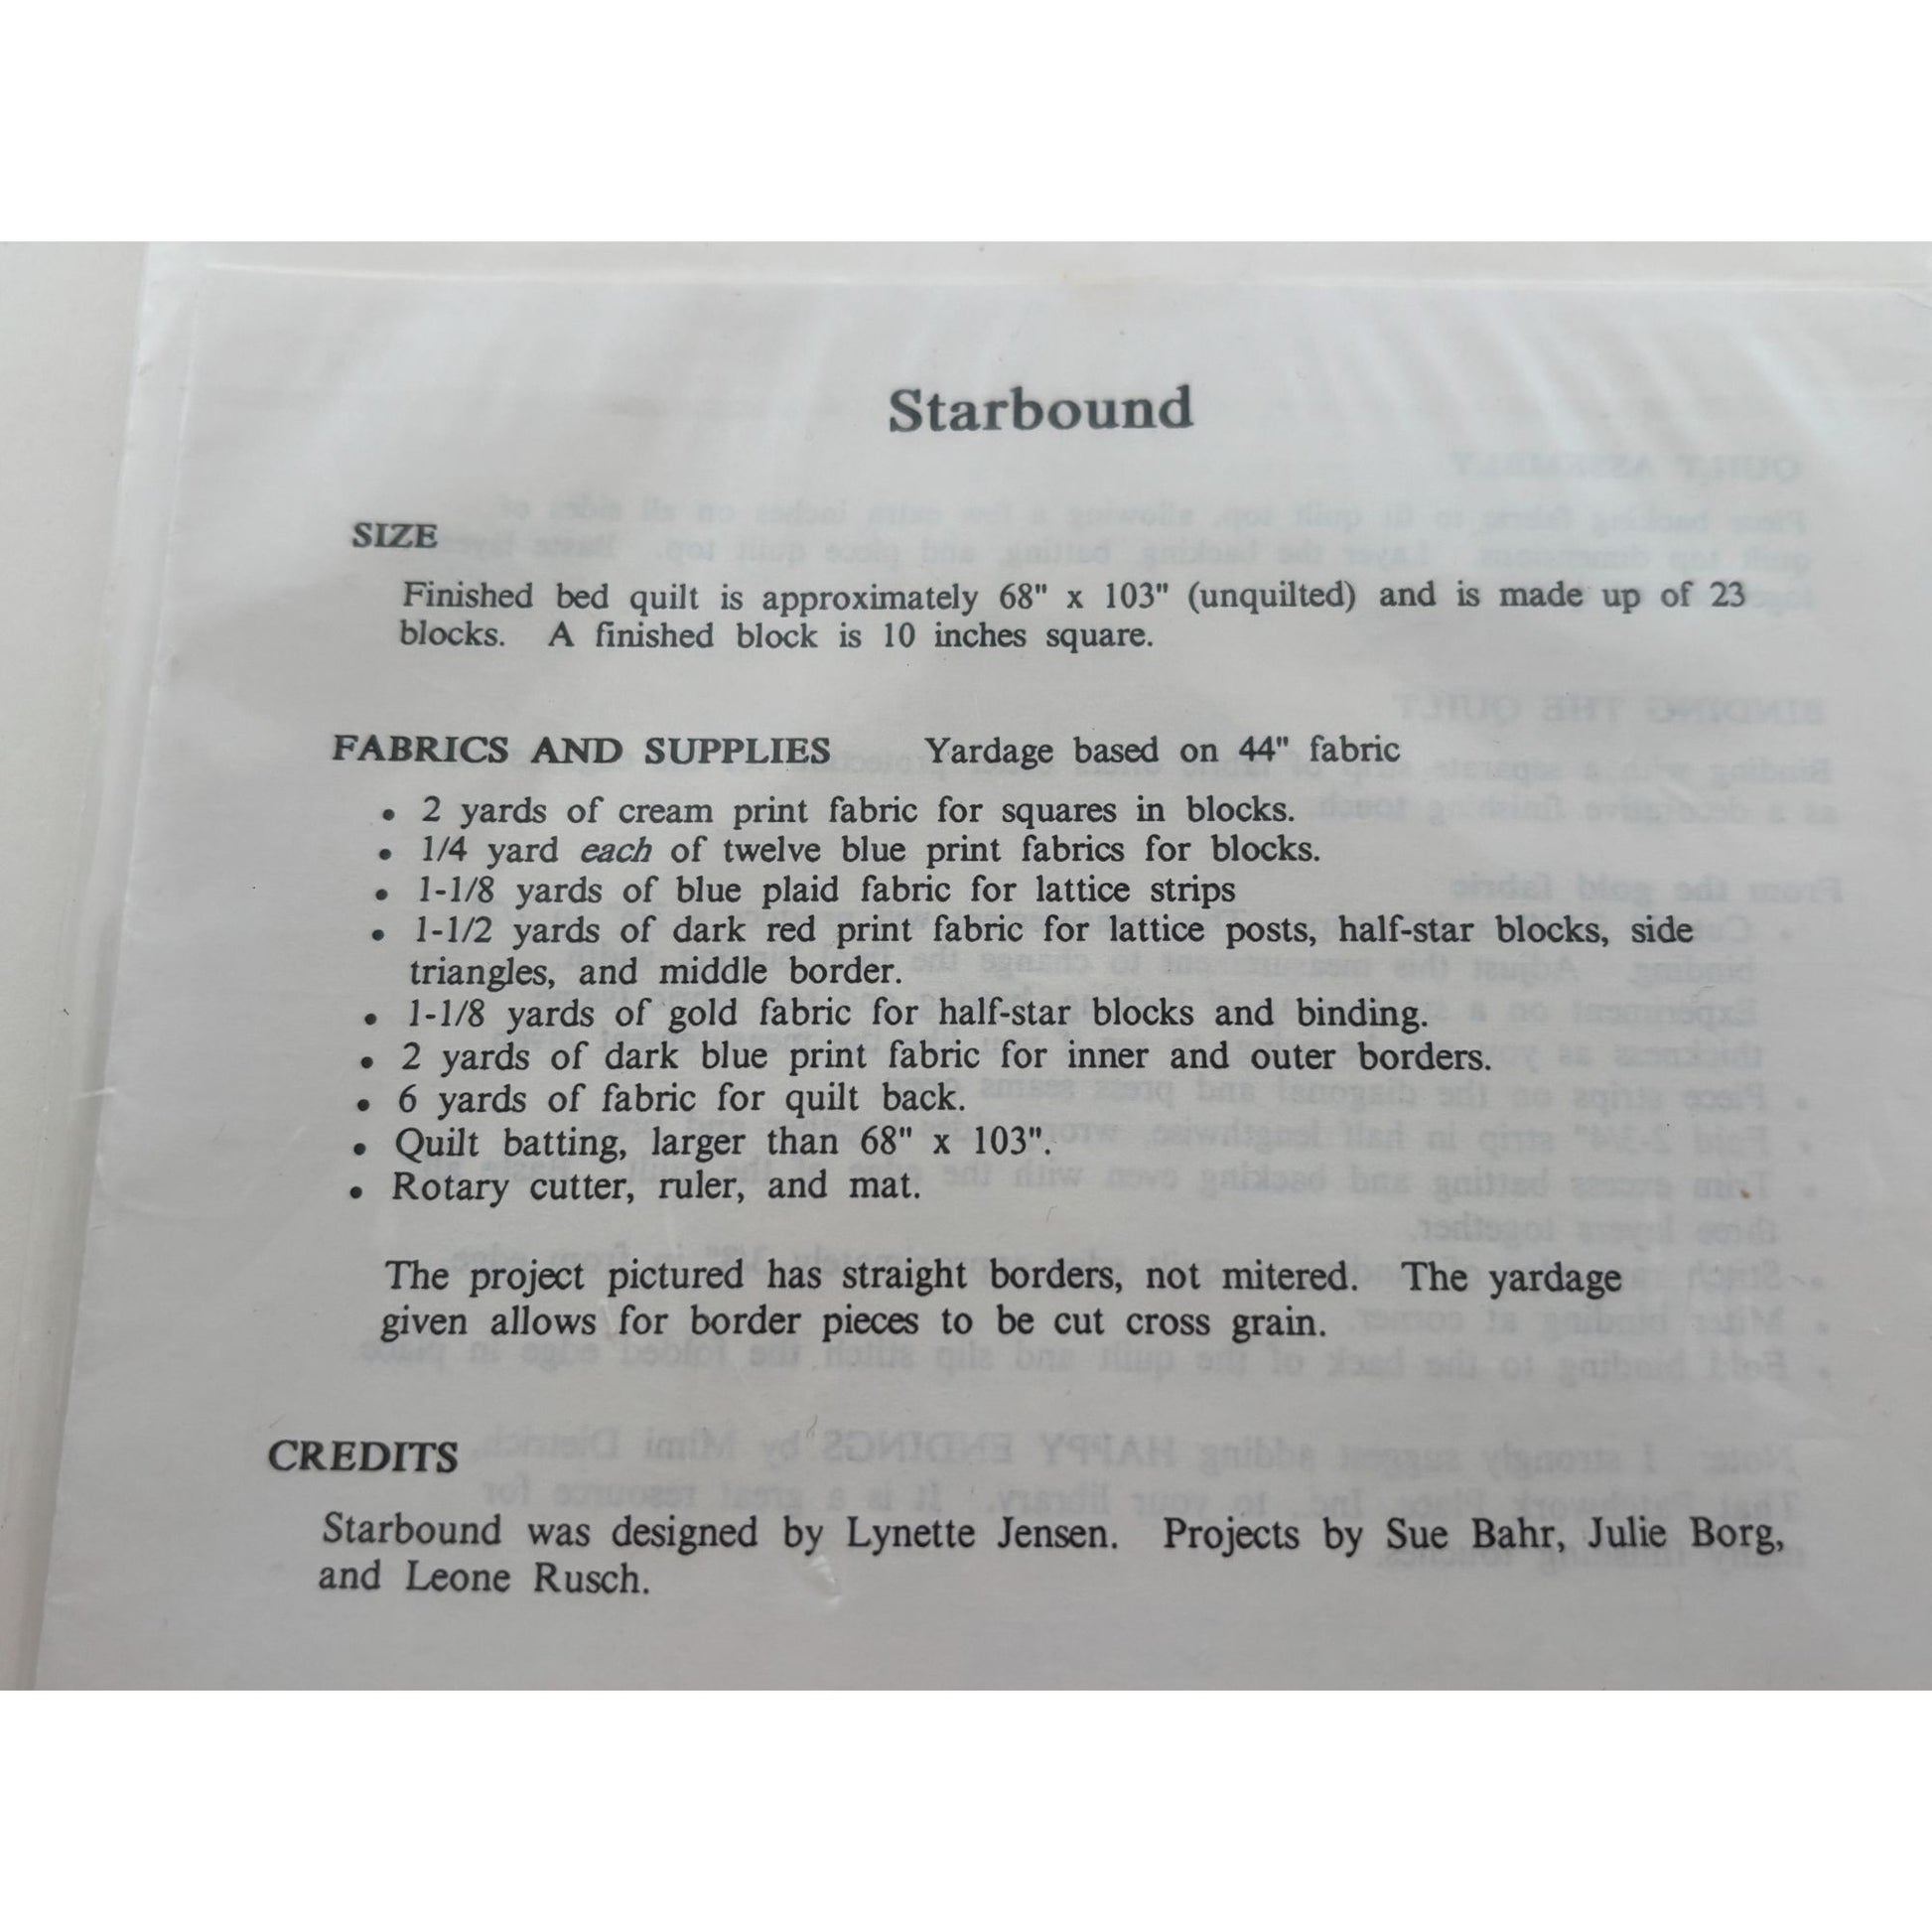 Starbound
SIZE
Finished bed quilt is approximately 68" x 103" (unquilted) and is made up of 23
blocks. A finished block is 10 inches square.
FABRICS AND SUPPLIES Yardage based on 44" fabric
• 2 yards of cream print fabric for squares in blocks.
• 1/4 yard each of twelve blue print fabrics for blocks.
• 1-1/8 yards of blue plaid fabric for lattice strips
• 1-1/2 yards of dark red print fabric for lattice posts, half-star blocks, side
triangles, and middle border.
• 1-1/8 yards of gold fabric for half-star blocks and binding.
• 2 yards of dark blue print fabric for inner and outer borders.
• 6 yards of fabric for quilt back.
• Quilt batting, larger than 68" x 103".
• Rotary cutter, ruler, and mat.
The project pictured has straight borders, not mitered. The yardage
given allows for border pieces to be cut cross grain.
CREDITS
Starbound was designed by Lynette Jensen. Projects by Sue Bahr, Julie Borg,
and Leone Rusch.